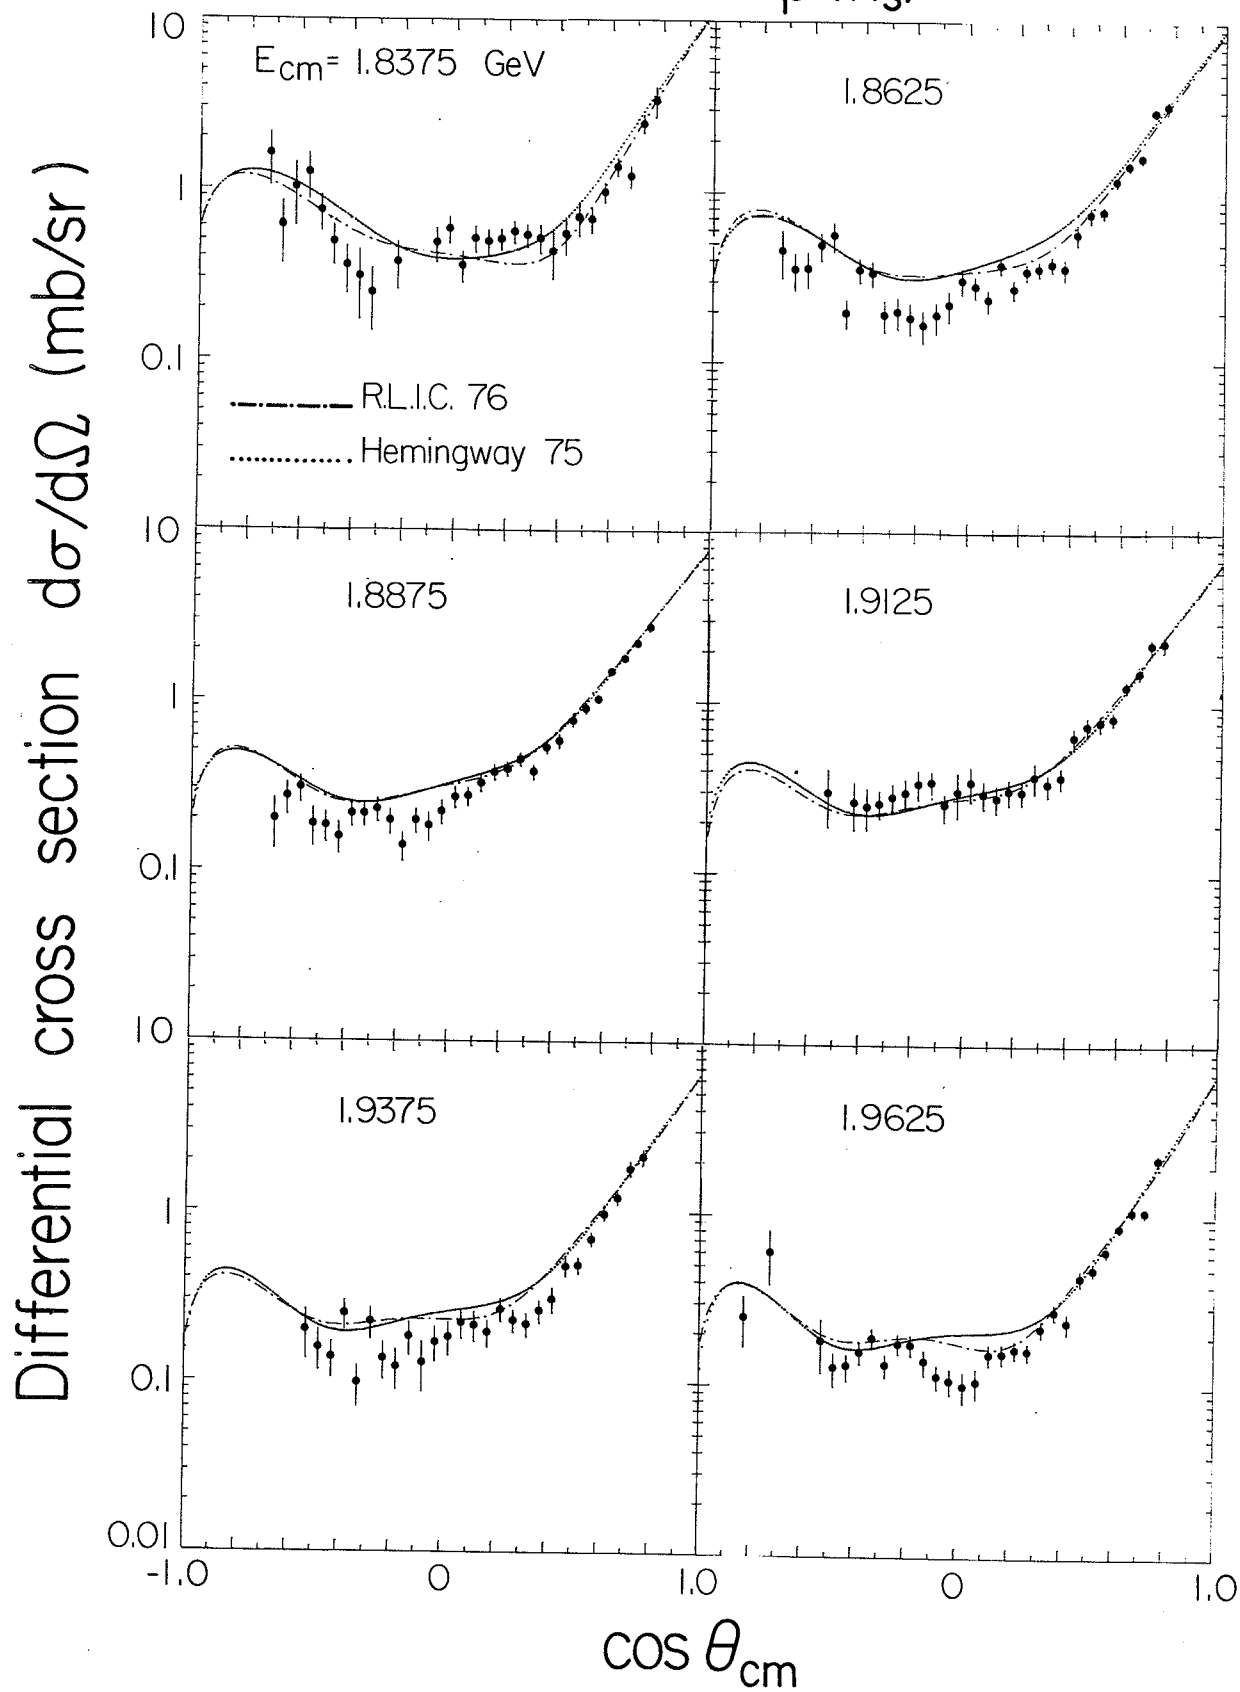 10
E cm = 1.8375 GeV
1.8625
1
0.1
R.L.I.C. 76
Hemingway 75
10
1.8875
1.9125
1
0.1
10
1.9375
1.9625
1
0.1
0.01
-1.0 0 1.0 0 1.0
cos θ cm
Differential cross section dσ/dΩ (mb/sr)